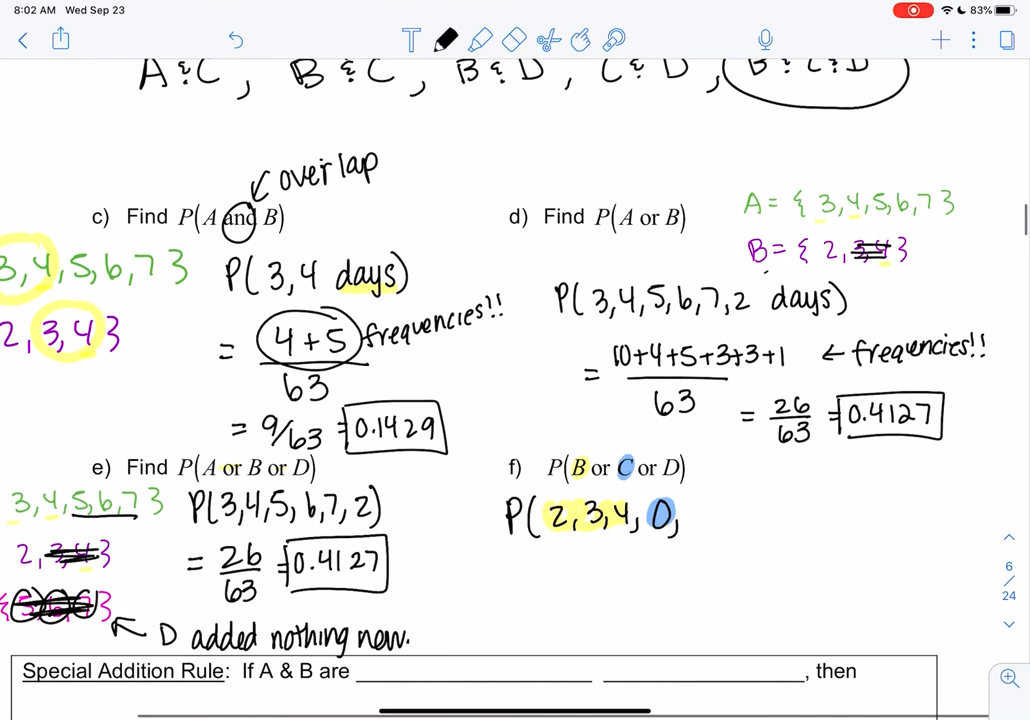 8:02 AM Wed Sep 23
83%
A & C, B & C, B & D, C & D, B & C & D
overlap
c) Find P(A and B)
3,4,5,6,7}
2, 3,4}
P(3,4 days)
= 4+5 frequencies!!
63
= 9/63 = 0.1429
d) Find P(A or B)
A = {3,4,5,6,7}
B = {2, 3,4}
P(3,4,5,6,7,2 days)
= 10+4+5+3+3+1 ← frequencies!!
63
= 26 = 0.4127
63
e) Find P(A or B or D)
3,4,5,6,7}
2, 3,4}
{5,6,7}
P(3,4,5,6,7,2)
= 26 = 0.4127
63
D added nothing new.
f) P(B or C or D)
P(2,3,4,0,
6
/
24
Special Addition Rule: If A & B are ____________________ ____________________, then